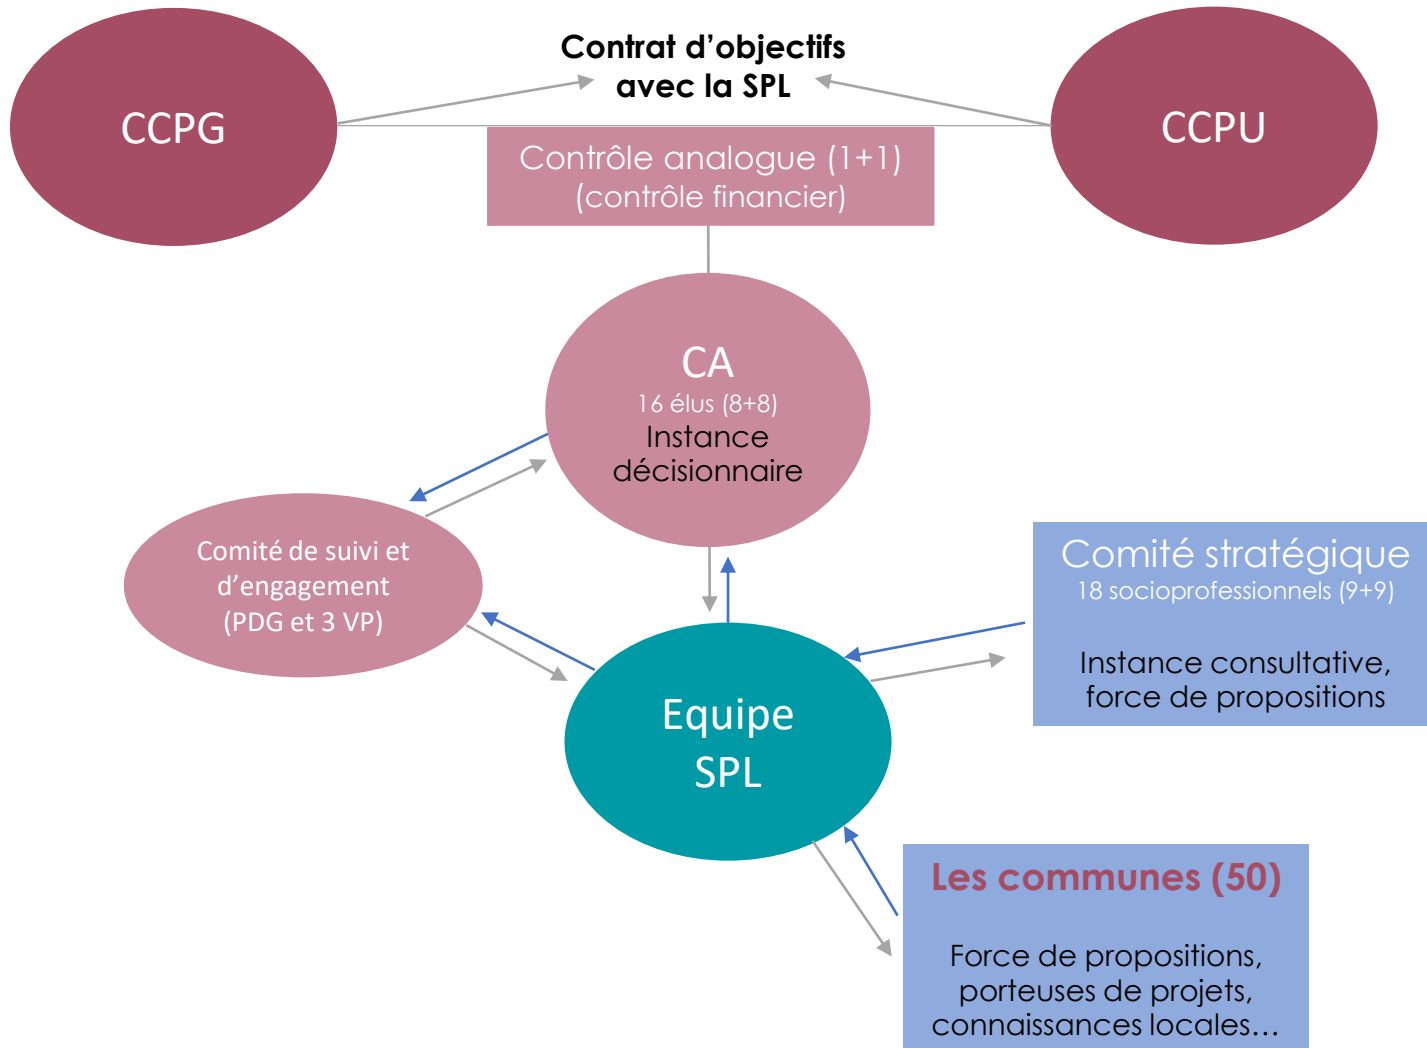 Contrat d’objectifs
avec la SPL
CCPG
CCPU
Contrôle analogue (1+1)
(contrôle financier)
CA
16 élus (8+8)
Instance
décisionnaire
Comité de suivi et
d’engagement
(PDG et 3 VP)
Comité stratégique
18 socioprofessionnels (9+9)
Instance consultative,
force de propositions
Equipe
SPL
Les communes (50)
Force de propositions,
porteuses de projets,
connaissances locales…